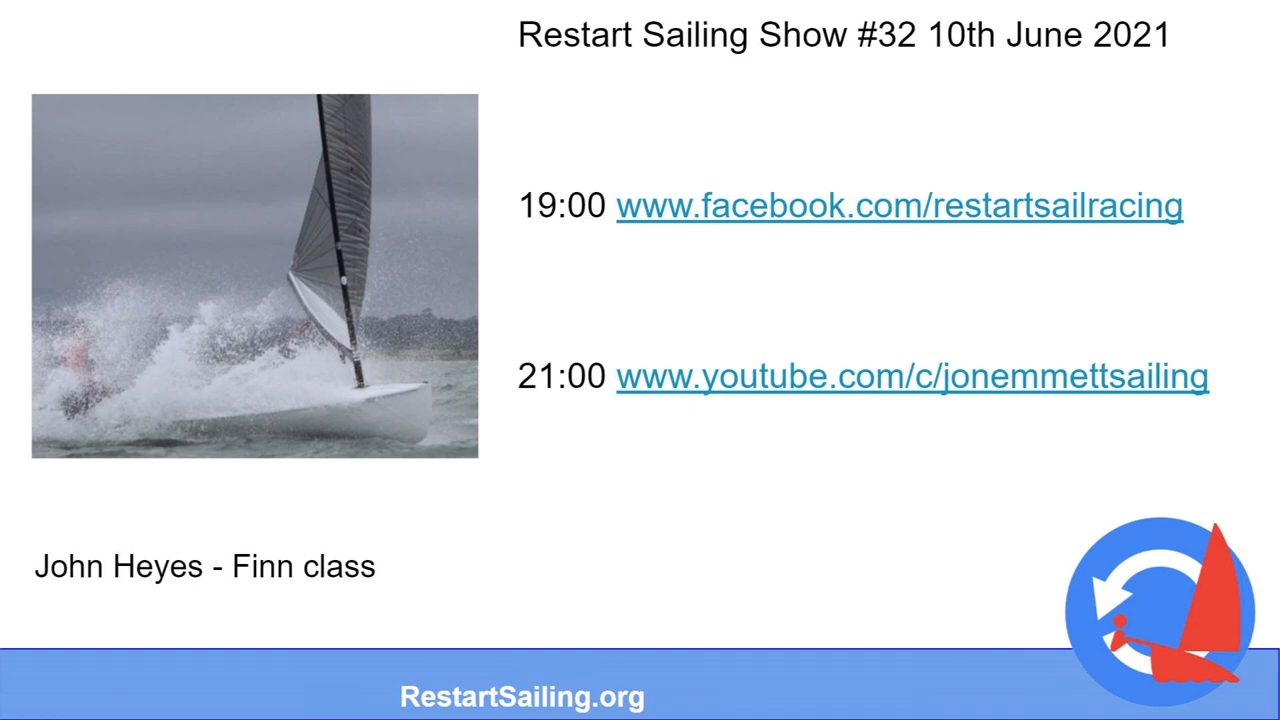 Restart Sailing Show #32 10th June 2021
19:00 www.facebook.com/restartsailracing
21:00 www.youtube.com/c/jonemmettsailing
John Heyes - Finn class
RestartSailing.org